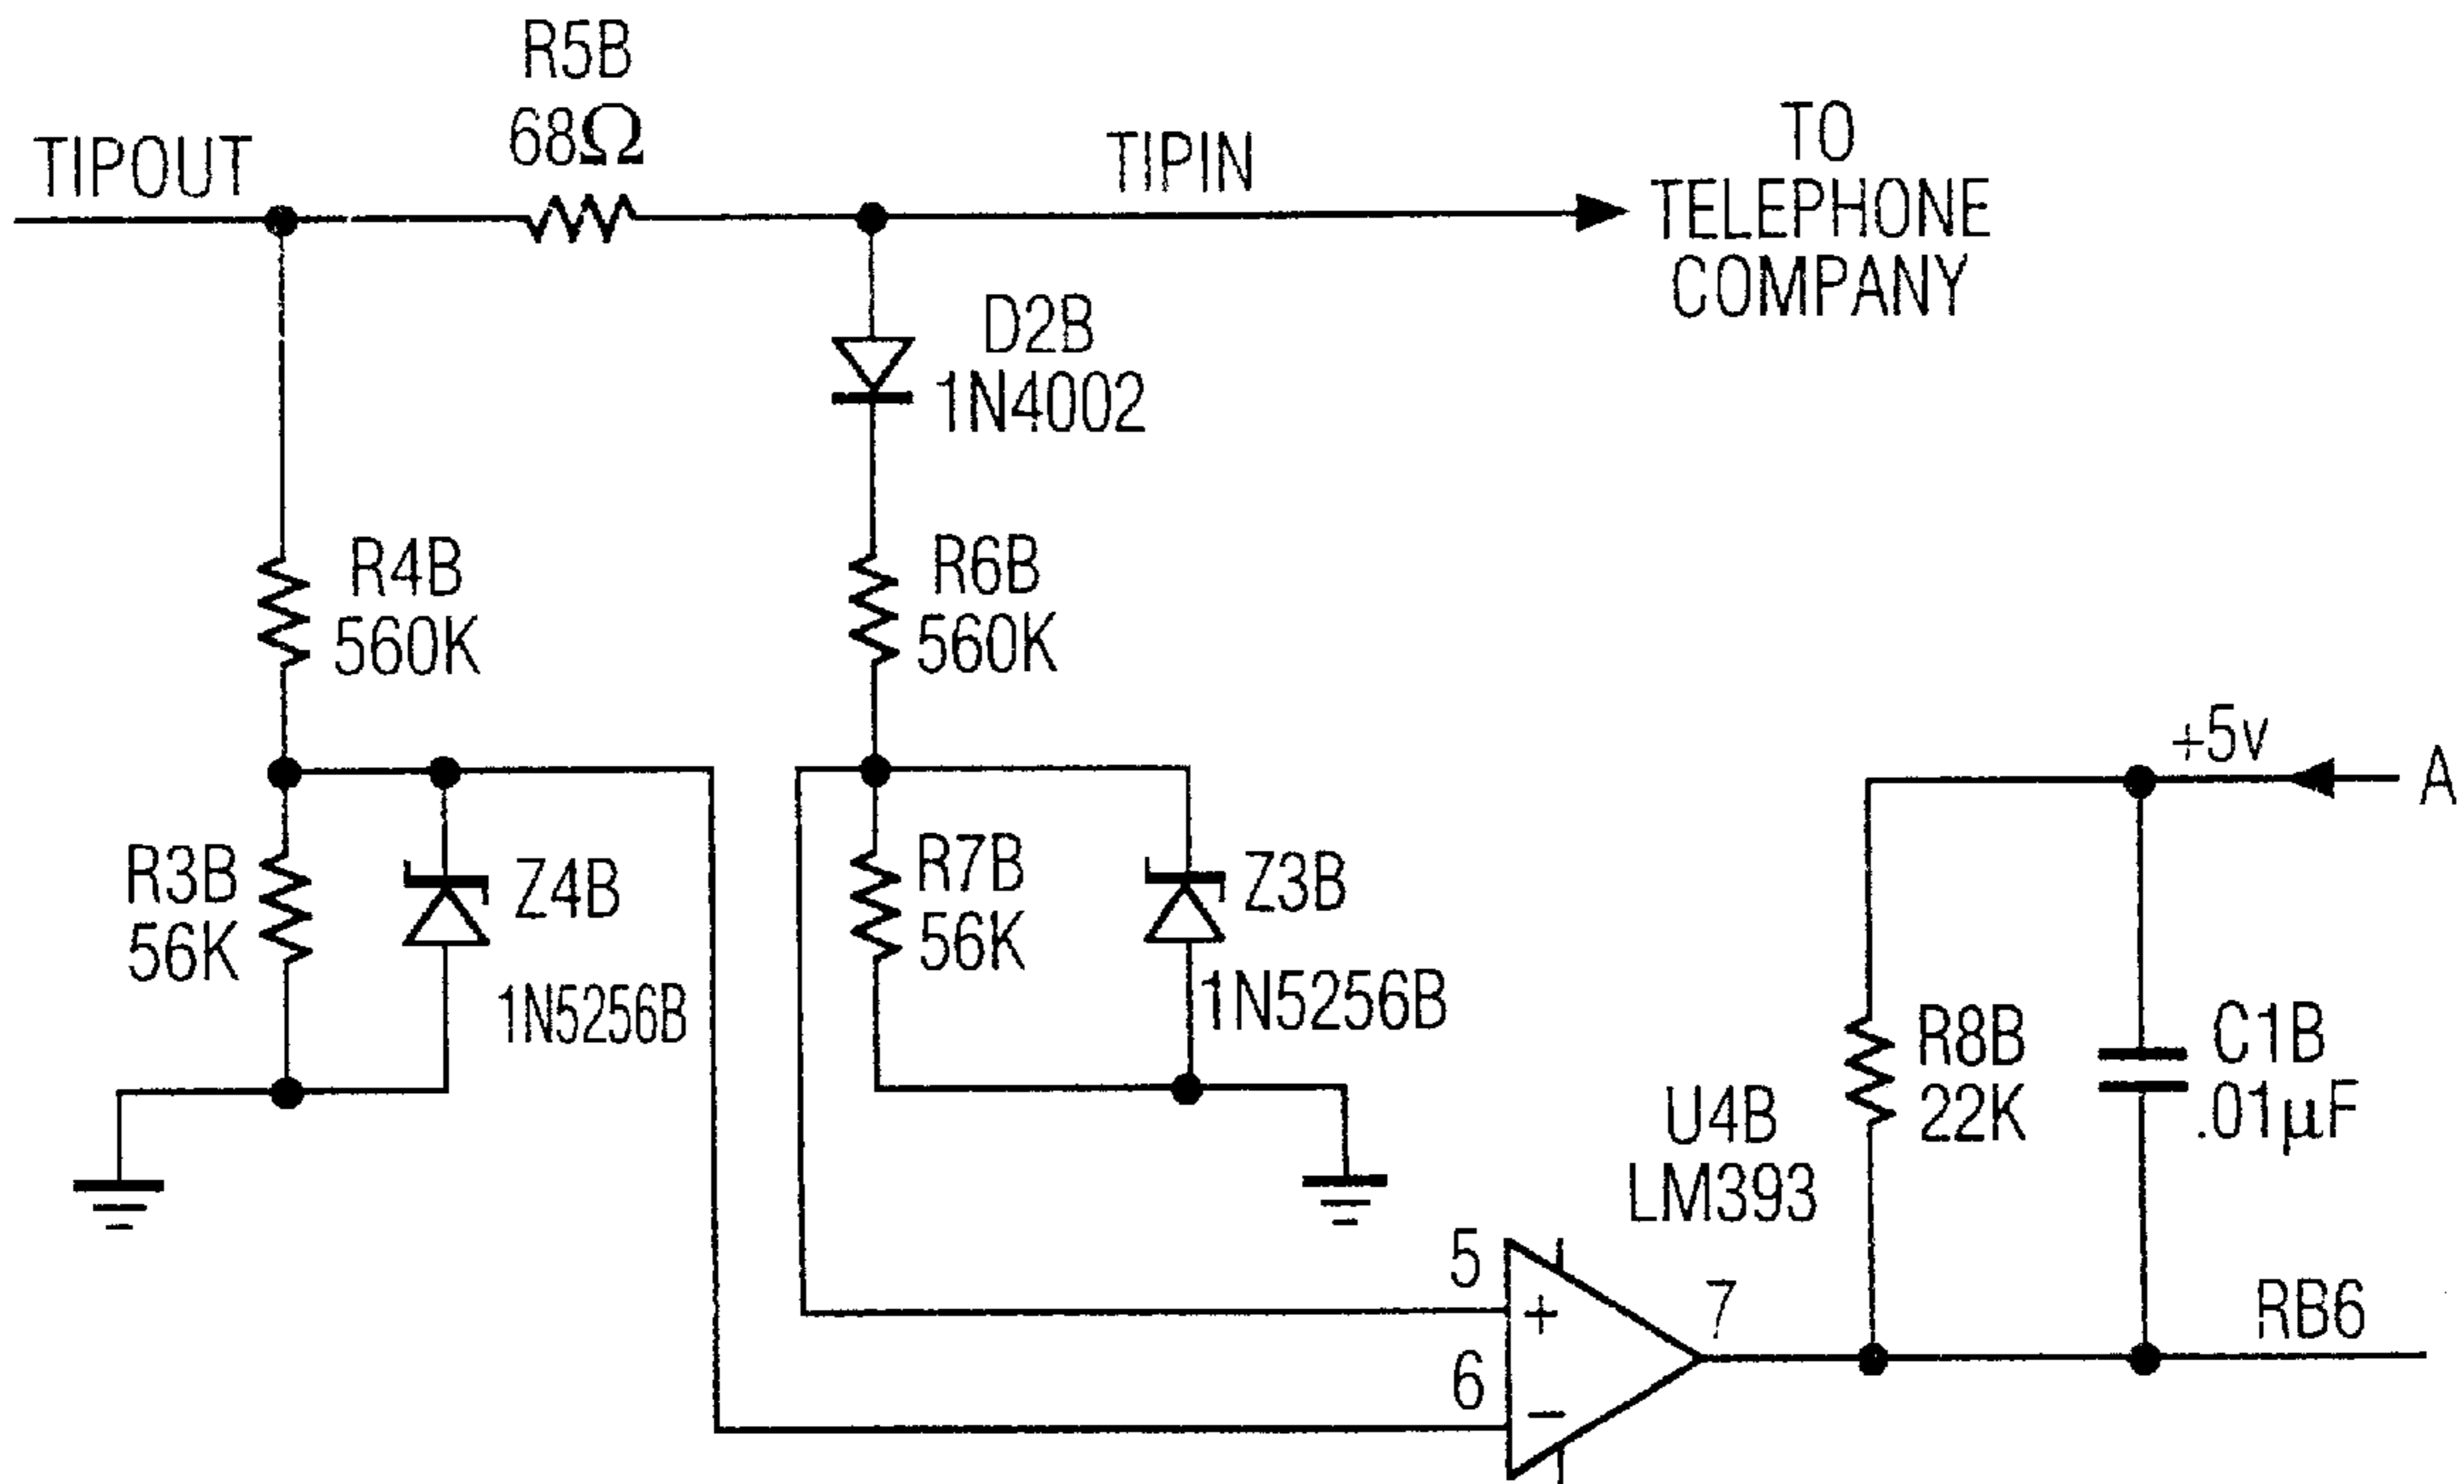 R5B
68Ω
TIPOUT
TIPIN
TO
TELEPHONE
COMPANY
D2B
1N4002
R4B
560K
R6B
560K
+5v
A
R3B
56K
Z4B
1N5256B
R7B
56K
Z3B
1N5256B
R8B
22K
C1B
.01µF
U4B
LM393
5
+
6
−
7
RB6